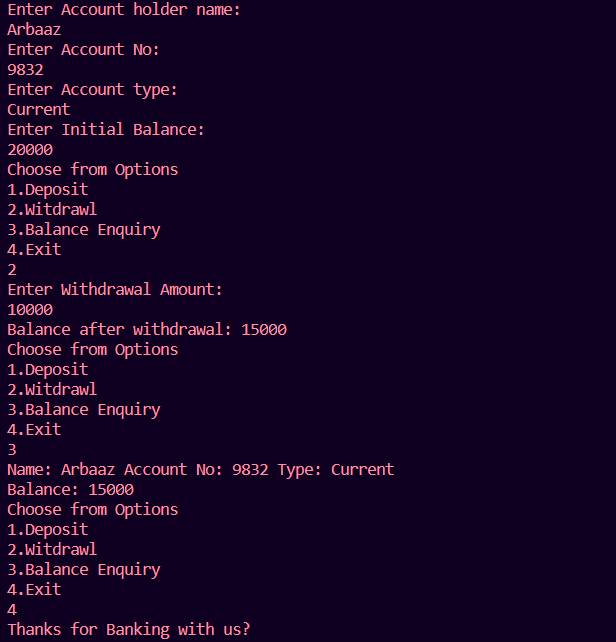 Enter Account holder name:
Arbaaz
Enter Account No:
9832
Enter Account type:
Current
Enter Initial Balance:
20000
Choose from Options
1.Deposit
2.Witdrawl
3.Balance Enquiry
4.Exit
2
Enter Withdrawal Amount:
10000
Balance after withdrawal: 15000
Choose from Options
1.Deposit
2.Witdrawl
3.Balance Enquiry
4.Exit
3
Name: Arbaaz Account No: 9832 Type: Current
Balance: 15000
Choose from Options
1.Deposit
2.Witdrawl
3.Balance Enquiry
4.Exit
4
Thanks for Banking with us?